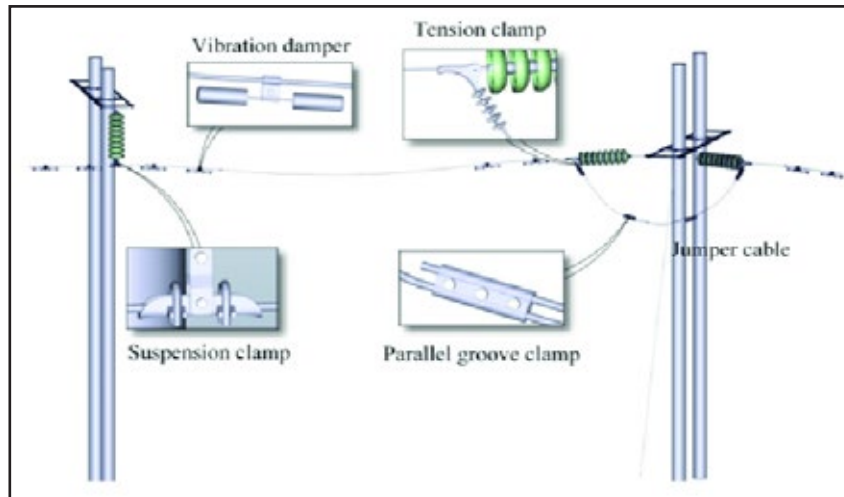 Vibration damper
Tension clamp
Jumper cable
Suspension clamp
Parallel groove clamp